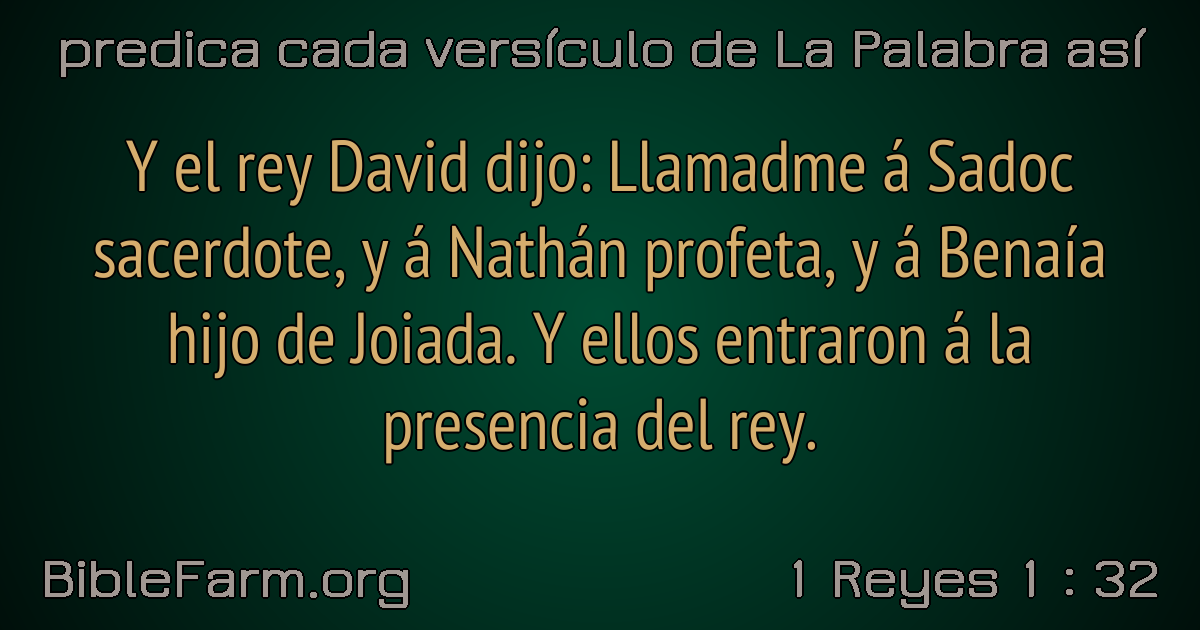 predica cada versículo de La Palabra así
Y el rey David dijo: Llamadme á Sadoc
sacerdote, y á Nathán profeta, y á Benaía
hijo de Joiada. Y ellos entraron á la
presencia del rey.
BibleFarm.org
1 Reyes 1 : 32